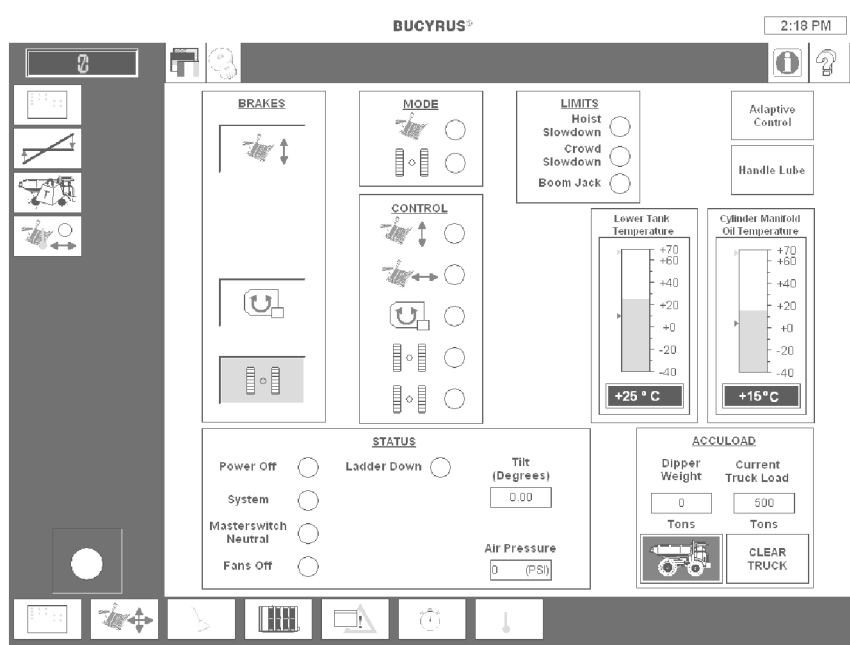 BUCYRUS®
2:18 PM
0
BRAKES
MODE
LIMITS
Hoist
Slowdown
Crowd
Slowdown
Boom Jack
Adaptive
Control
Handle Lube
CONTROL
Lower Tank
Temperature
+70
+60
+40
+20
+0
-20
-40
+25 °C
Cylinder Manifold
Oil Temperature
+70
+60
+40
+20
+0
-20
-40
+15°C
STATUS
Power Off
Ladder Down
System
Masterswitch
Neutral
Fans Off
Tilt
(Degrees)
0.00
Air Pressure
0 (PSI)
ACCULOAD
Dipper
Weight
Current
Truck Load
0
500
Tons
Tons
CLEAR
TRUCK